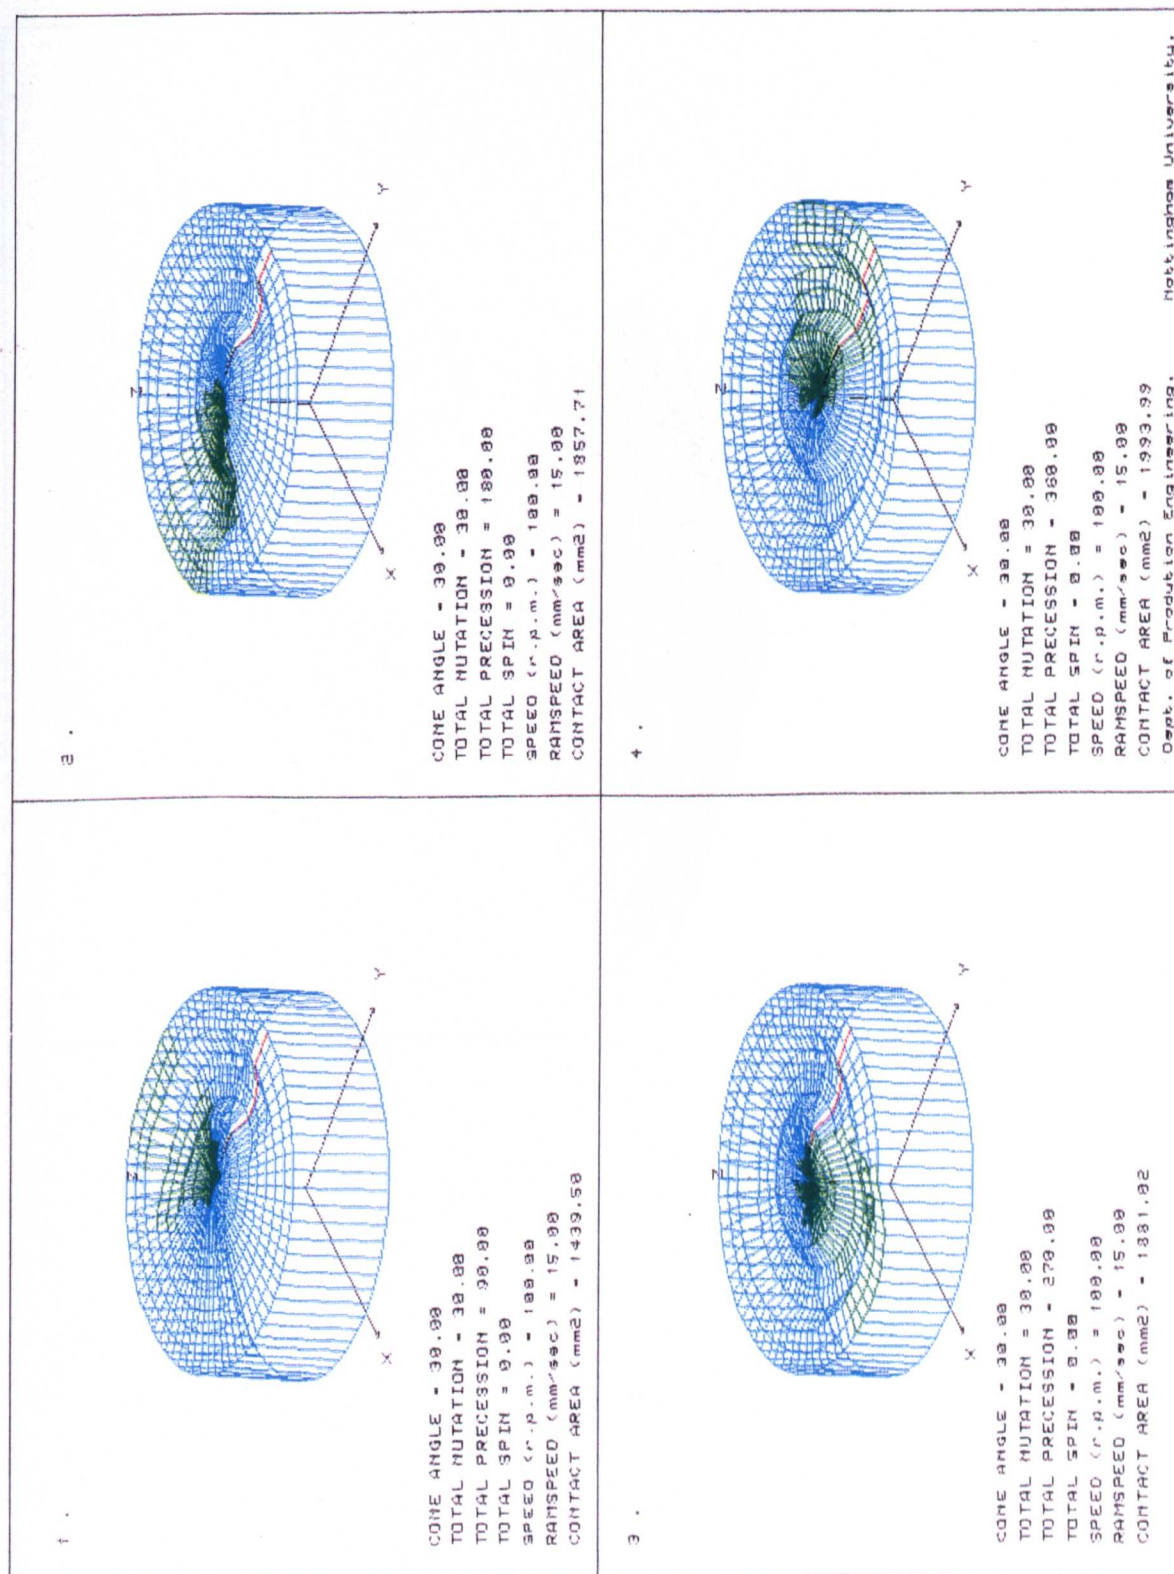 1 .
Z
X
Y
CONE ANGLE = 30.00
TOTAL NUTATION = 30.00
TOTAL PRECESSION = 90.00
TOTAL SPIN = 0.00
SPEED (r.p.m.) = 100.00
RAMSPEED (mm/sec) = 15.00
CONTACT AREA (mm2) = 1439.50
2 .
Z
X
Y
CONE ANGLE = 30.00
TOTAL NUTATION = 30.00
TOTAL PRECESSION = 180.00
TOTAL SPIN = 0.00
SPEED (r.p.m.) = 100.00
RAMSPEED (mm/sec) = 15.00
CONTACT AREA (mm2) = 1857.71
3 .
Z
X
Y
CONE ANGLE = 30.00
TOTAL NUTATION = 30.00
TOTAL PRECESSION = 270.00
TOTAL SPIN = 0.00
SPEED (r.p.m.) = 100.00
RAMSPEED (mm/sec) = 15.00
CONTACT AREA (mm2) = 1881.02
4 .
Z
X
Y
CONE ANGLE = 30.00
TOTAL NUTATION = 30.00
TOTAL PRECESSION = 360.00
TOTAL SPIN = 0.00
SPEED (r.p.m.) = 100.00
RAMSPEED (mm/sec) = 15.00
CONTACT AREA (mm2) = 1993.99
Dept. of Prodution Engineering. Nottingham University.